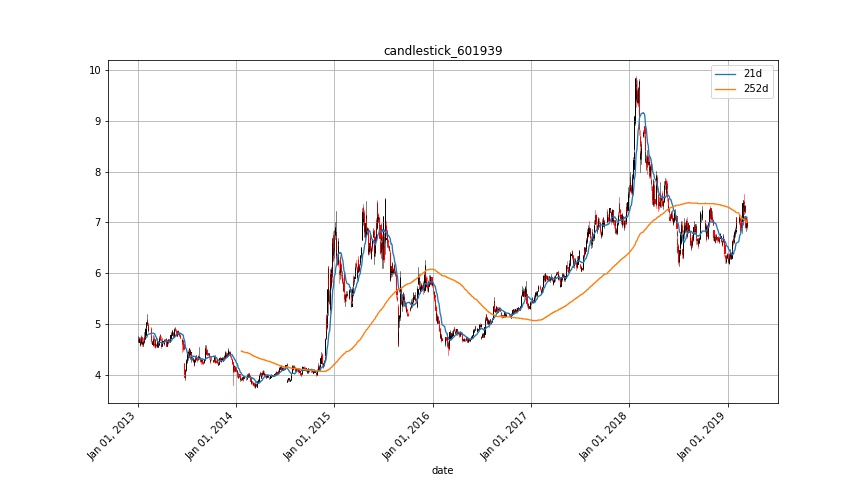 candlestick_601939
21d
252d
10
9
8
7
6
5
4
Jan 01, 2013
Jan 01, 2014
Jan 01, 2015
Jan 01, 2016
Jan 01, 2017
Jan 01, 2018
Jan 01, 2019
date